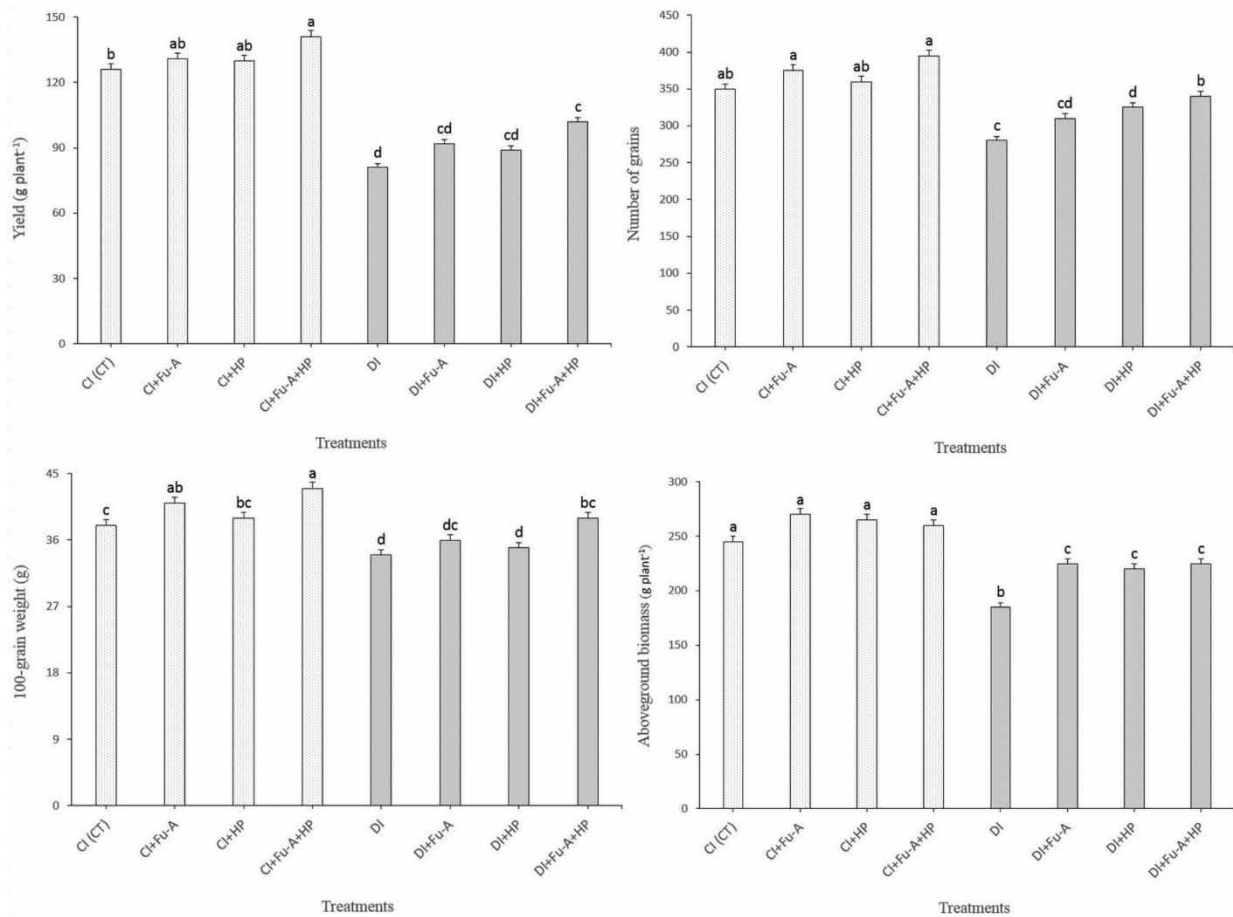 Yield (g plant⁻¹)
150
120
90
60
30
0
b
ab
ab
a
d
cd
cd
c
CI (CT)
CI+Fu-A
CI+HP
CI+Fu-A+HP
DI
DI+Fu-A
DI+HP
DI+Fu-A+HP
Treatments
Number of grains
450
400
350
300
250
200
150
100
50
0
ab
a
ab
a
c
cd
d
b
CI (CT)
CI+Fu-A
CI+HP
CI+Fu-A+HP
DI
DI+Fu-A
DI+HP
DI+Fu-A+HP
Treatments
100-grain weight (g)
45
36
27
18
9
0
c
ab
bc
a
d
dc
d
bc
CI (CT)
CI+Fu-A
CI+HP
CI+Fu-A+HP
DI
DI+Fu-A
DI+HP
DI+Fu-A+HP
Treatments
Aboveground biomass (g plant⁻¹)
300
250
200
150
100
50
0
a
a
a
a
b
c
c
c
CI (CT)
CI+Fu-A
CI+HP
CI+Fu-A+HP
DI
DI+Fu-A
DI+HP
DI+Fu-A+HP
Treatments